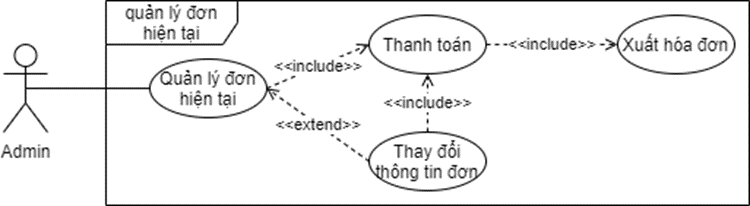 quản lý đơn
hiện tại
Thanh toán
<<include>>
Xuất hóa đơn
<<include>>
Quản lý đơn
hiện tại
<<include>>
<<extend>>
Admin
Thay đổi
thông tin đơn